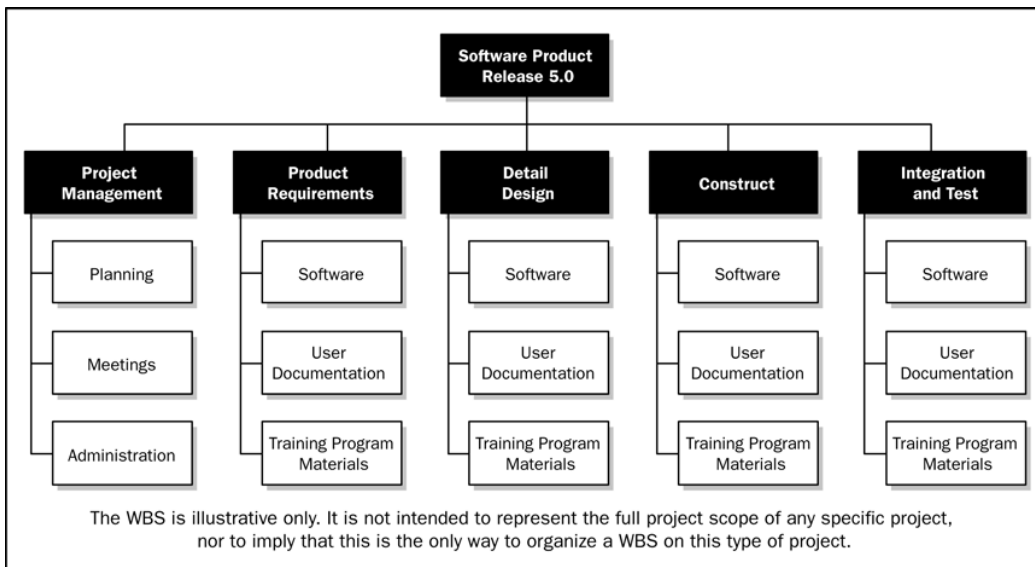 Software Product
Release 5.0
Project
Management
Product
Requirements
Detail
Design
Construct
Integration
and Test
Planning
Software
Software
Software
Software
Meetings
User
Documentation
User
Documentation
User
Documentation
User
Documentation
Administration
Training Program
Materials
Training Program
Materials
Training Program
Materials
Training Program
Materials
The WBS is illustrative only. It is not intended to represent the full project scope of any specific project,
nor to imply that this is the only way to organize a WBS on this type of project.